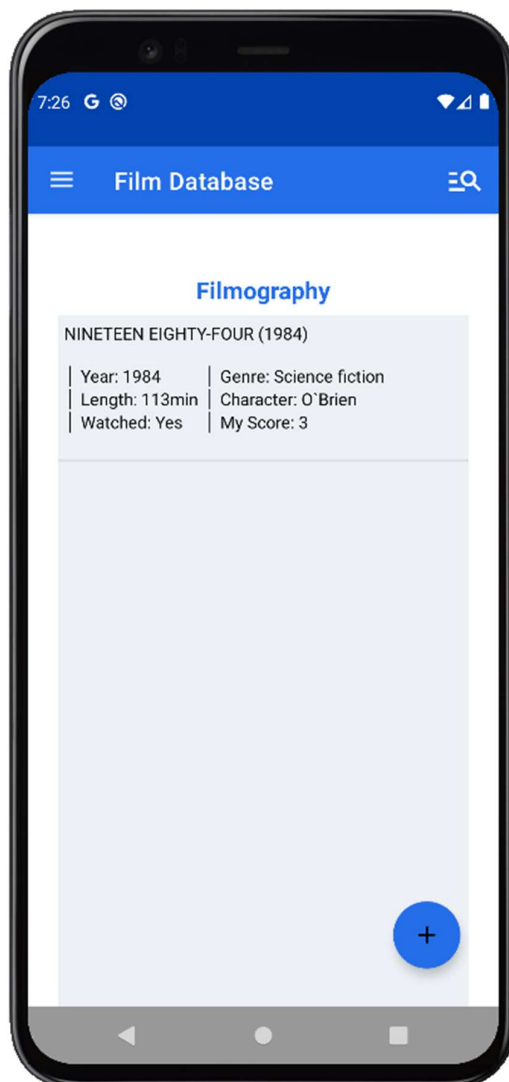 7:26 G
Film Database
Filmography
NINETEEN EIGHTY-FOUR (1984)
Year: 1984 Genre: Science fiction
Length: 113min Character: O`Brien
Watched: Yes My Score: 3
+